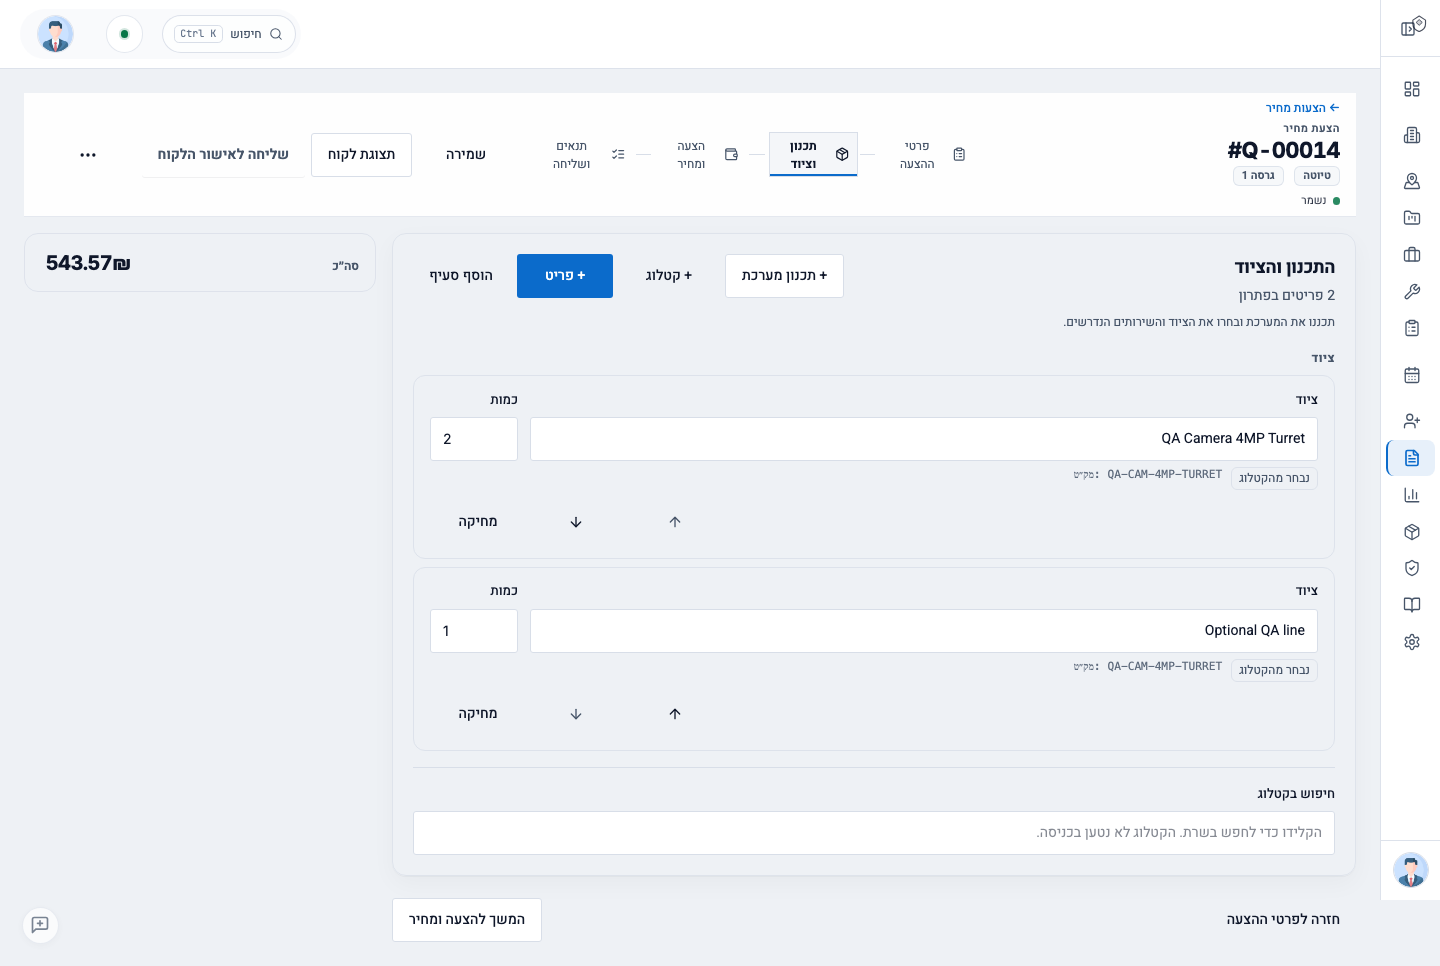 חיפוש Ctrl K
← הצעות מחיר
הצעת מחיר
#Q-00014
טיוטה
גרסה 1
נשמר
פרטי ההצעה
תכנון וציוד
הצעה ומחיר
תנאים ושליחה
שמירה
תצוגת לקוח
שליחה לאישור הלקוח
התכנון והציוד
2 פריטים בפתרון
תכננו את המערכת ובחרו את הציוד והשירותים הנדרשים.
+ תכנון מערכת
+ קטלוג
+ פריט
הוסף סעיף
סה״כ
543.57₪
ציוד
ציוד
כמות
QA Camera 4MP Turret
2
נבחר מהקטלוג
מק״ט: QA-CAM-4MP-TURRET
מחיקה
ציוד
כמות
Optional QA line
1
נבחר מהקטלוג
מק״ט: QA-CAM-4MP-TURRET
מחיקה
חיפוש בקטלוג
הקלידו כדי לחפש בשרת. הקטלוג לא נטען בכניסה.
חזרה לפרטי ההצעה
המשך להצעה ומחיר